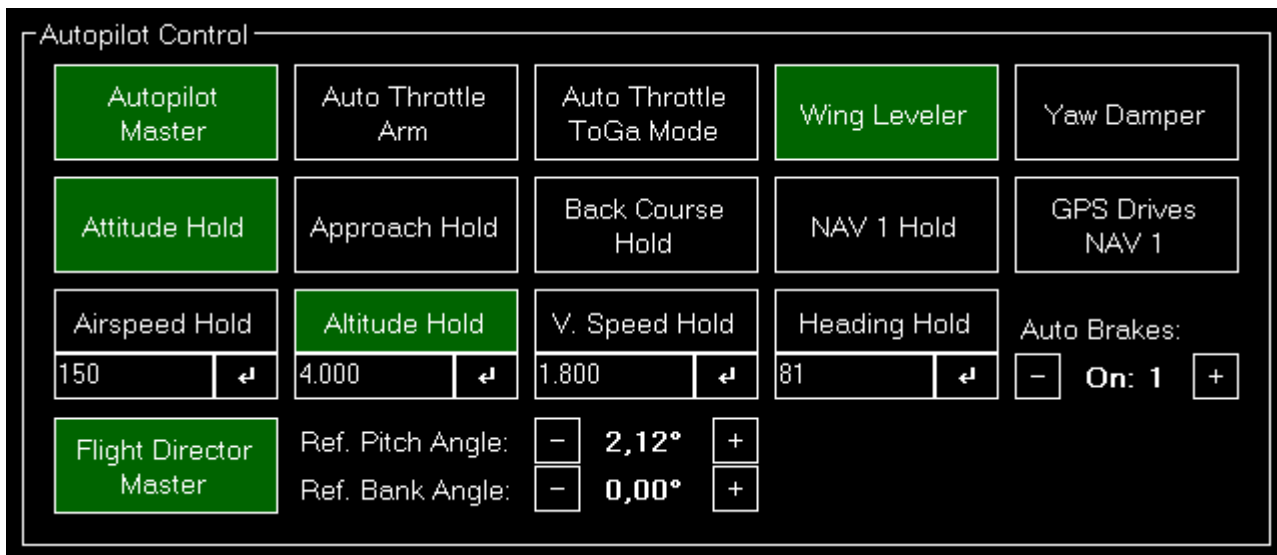 Autopilot Control
Autopilot
Master
Auto Throttle
Arm
Auto Throttle
ToGa Mode
Wing Leveler
Yaw Damper
Attitude Hold
Approach Hold
Back Course
Hold
NAV 1 Hold
GPS Drives
NAV 1
Airspeed Hold
150
Altitude Hold
4.000
V. Speed Hold
1.800
Heading Hold
81
Auto Brakes:
− On: 1 +
Flight Director
Master
Ref. Pitch Angle: − 2,12° +
Ref. Bank Angle: − 0,00° +